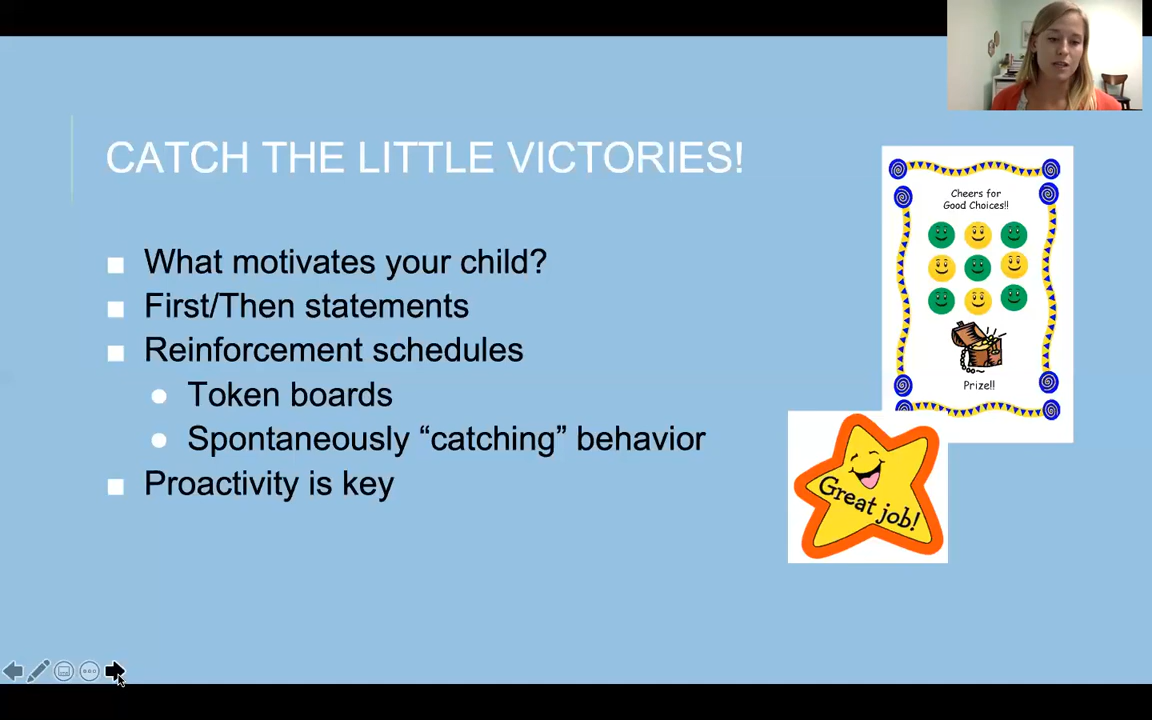 CATCH THE LITTLE VICTORIES!
What motivates your child?
First/Then statements
Reinforcement schedules
Token boards
Spontaneously “catching” behavior
Proactivity is key
Cheers for
Good Choices!!
Prize!!
Great job!